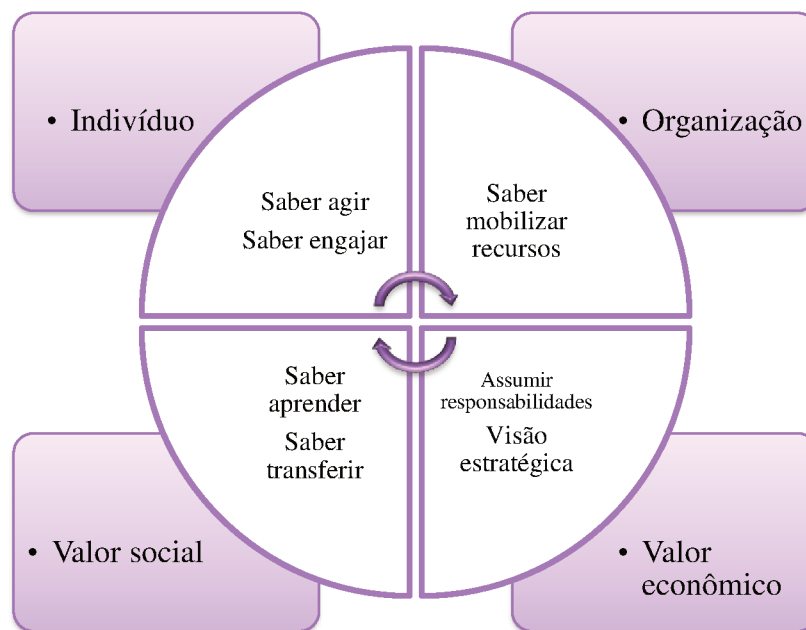 • Indivíduo
• Organização
Saber agir
Saber engajar
Saber
mobilizar
recursos
Saber
aprender
Saber
transferir
Assumir
responsabilidades
Visão
estratégica
• Valor social
• Valor
econômico